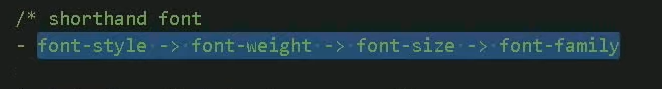 /* shorthand font
- font-style -> font-weight -> font-size -> font-family